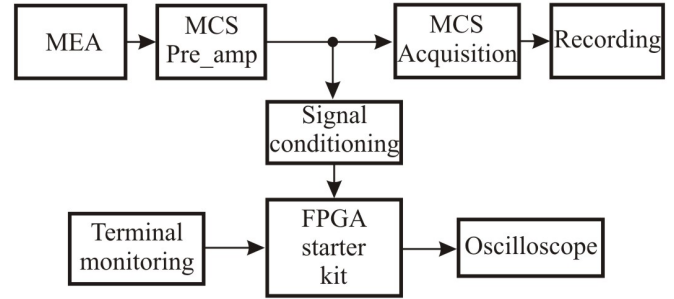 MEA
MCS
Pre_amp
MCS
Acquisition
Recording
Signal
conditioning
Terminal
monitoring
FPGA
starter
kit
Oscilloscope